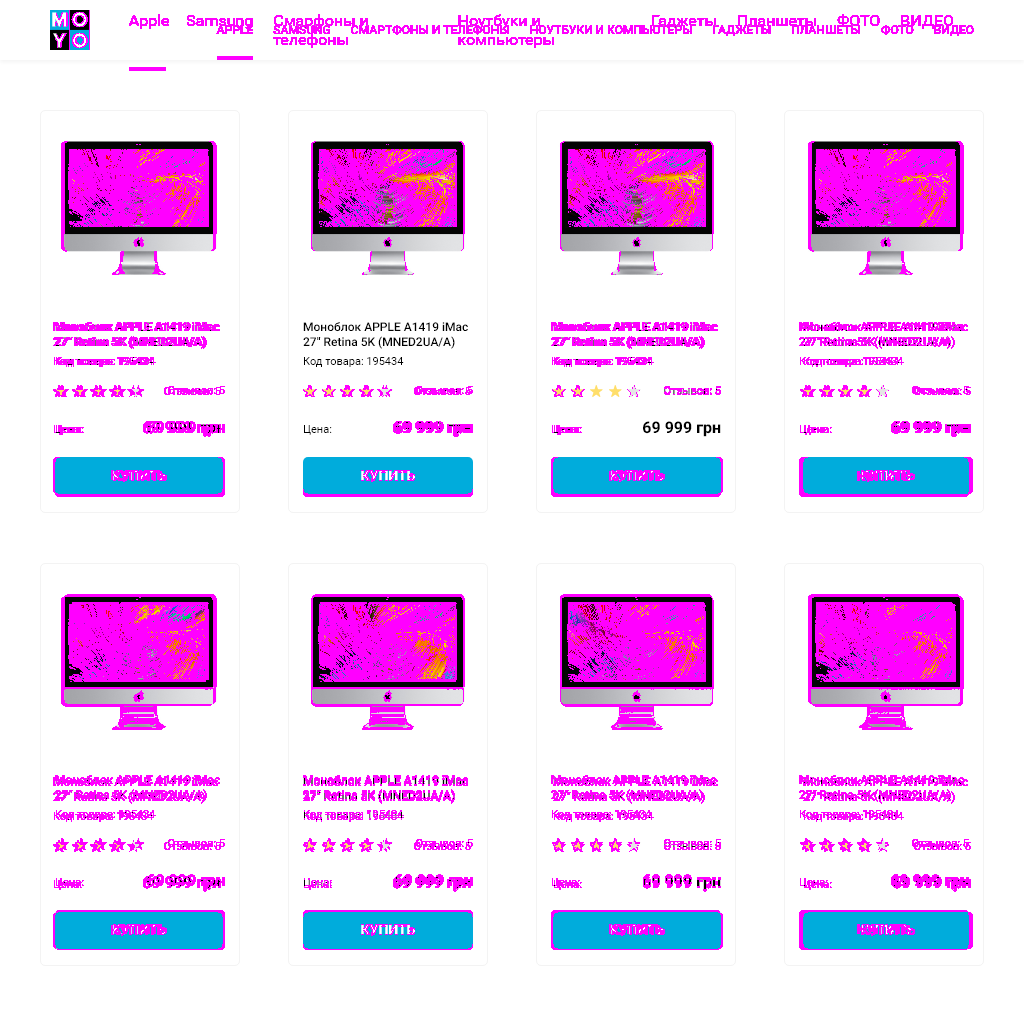 MO
YO
Apple Samsung Смартфоны и телефоны Ноутбуки и компьютеры Гаджеты Планшеты ФОТО ВИДЕО
APPLE SAMSUNG СМАРТФОНЫ И ТЕЛЕФОНЫ НОУТБУКИ И КОМПЬЮТЕРЫ ГАДЖЕТЫ ПЛАНШЕТЫ ФОТО ВИДЕО
Моноблок APPLE A1419 iMac
27" Retina 5K (MNED2UA/A)
Код товара: 195434
Отзывов: 5
Цена: 69 999 грн
КУПИТЬ
Моноблок APPLE A1419 iMac
27" Retina 5K (MNED2UA/A)
Код товара: 195434
Отзывов: 5
Цена: 69 999 грн
КУПИТЬ
Моноблок APPLE A1419 iMac
27" Retina 5K (MNED2UA/A)
Код товара: 195434
Отзывов: 5
Цена: 69 999 грн
КУПИТЬ
Моноблок APPLE A1419 iMac
27" Retina 5K (MNED2UA/A)
Код товара: 195434
Отзывов: 5
Цена: 69 999 грн
КУПИТЬ
Моноблок APPLE A1419 iMac
27" Retina 5K (MNED2UA/A)
Код товара: 195434
Отзывов: 5
Цена: 69 999 грн
КУПИТЬ
Моноблок APPLE A1419 iMac
27" Retina 5K (MNED2UA/A)
Код товара: 195434
Отзывов: 5
Цена: 69 999 грн
КУПИТЬ
Моноблок APPLE A1419 iMac
27" Retina 5K (MNED2UA/A)
Код товара: 195434
Отзывов: 5
Цена: 69 999 грн
КУПИТЬ
Моноблок APPLE A1419 iMac
27" Retina 5K (MNED2UA/A)
Код товара: 195434
Отзывов: 5
Цена: 69 999 грн
КУПИТЬ